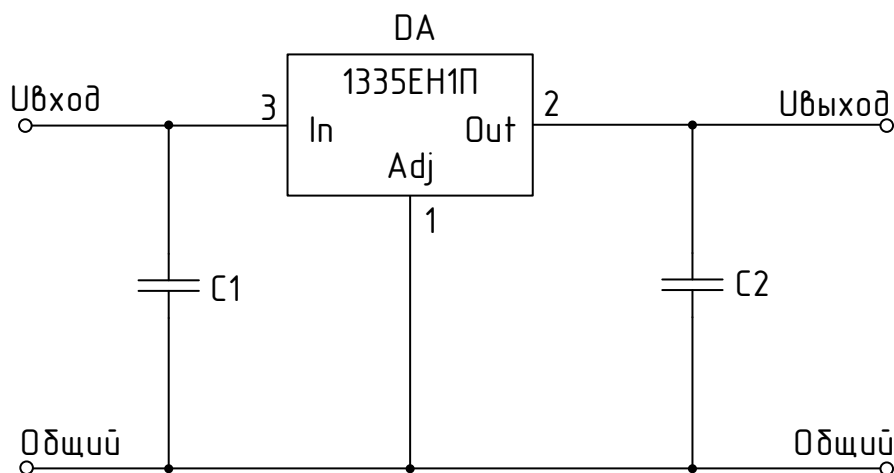 DA
1335ЕН1П
Uвход
3
2
Uвыход
In
Out
Adj
1
C1
C2
Общий
Общий